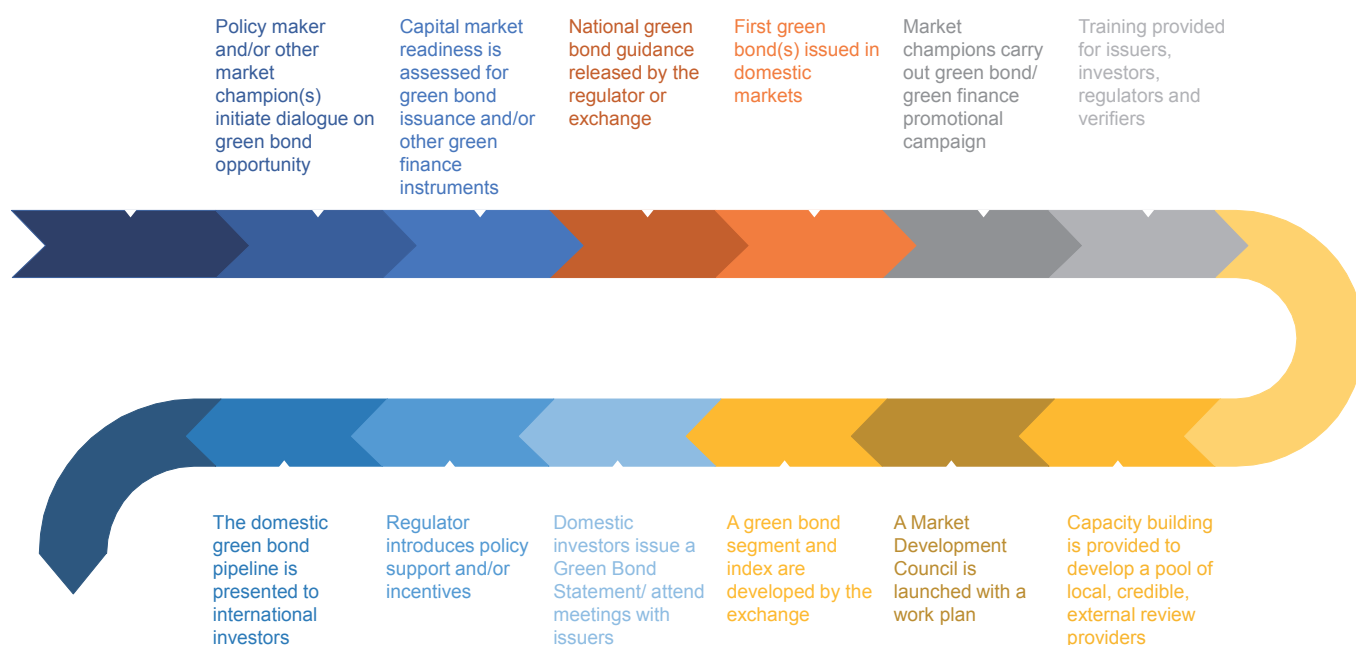 Policy maker
and/or other
market
champion(s)
initiate dialogue on
green bond
opportunity
Capital market
readiness is
assessed for
green bond
issuance and/or
other green
finance
instruments
National green
bond guidance
released by the
regulator or
exchange
First green
bond(s) issued in
domestic
markets
Market
champions carry
out green bond/
green finance
promotional
campaign
Training provided
for issuers,
investors,
regulators and
verifiers
The domestic
green bond
pipeline is
presented to
international
investors
Regulator
introduces policy
support and/or
incentives
Domestic
investors issue a
Green Bond
Statement/ attend
meetings with
issuers
A green bond
segment and
index are
developed by the
exchange
A Market
Development
Council is
launched with a
work plan
Capacity building
is provided to
develop a pool of
local, credible,
external review
providers